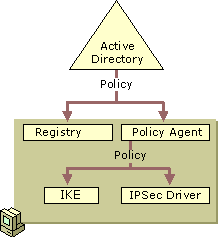 Active
Directory
Policy
Registry
Policy Agent
Policy
IKE
IPSec Driver